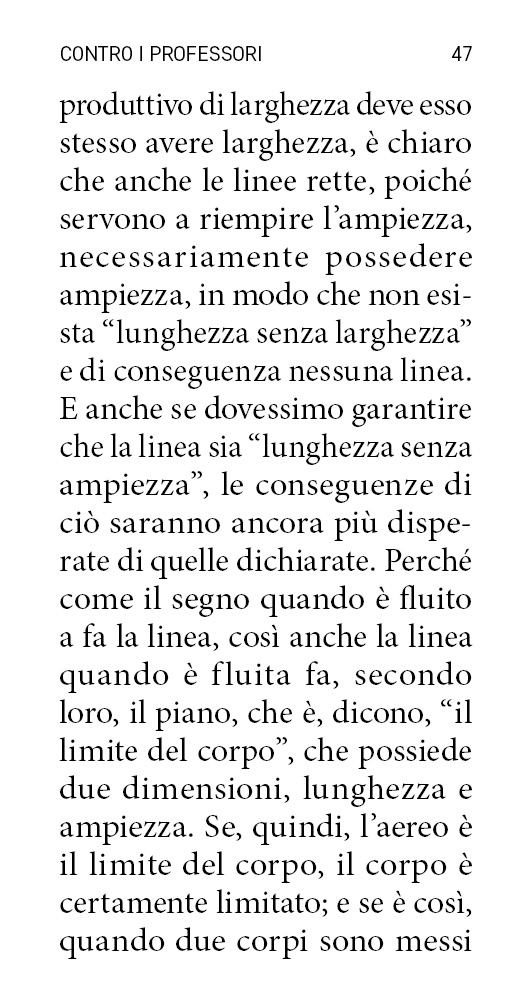 CONTRO I PROFESSORI 47
produttivo di larghezza deve esso
stesso avere larghezza, è chiaro
che anche le linee rette, poiché
servono a riempire l’ampiezza,
necessariamente possedere
ampiezza, in modo che non esi-
sta “lunghezza senza larghezza”
e di conseguenza nessuna linea.
E anche se dovessimo garantire
che la linea sia “lunghezza senza
ampiezza”, le conseguenze di
ciò saranno ancora più dispe-
rate di quelle dichiarate. Perché
come il segno quando è fluito
a fa la linea, così anche la linea
quando è fluita fa, secondo
loro, il piano, che è, dicono, “il
limite del corpo”, che possiede
due dimensioni, lunghezza e
ampiezza. Se, quindi, l’aereo è
il limite del corpo, il corpo è
certamente limitato; e se è così,
quando due corpi sono messi